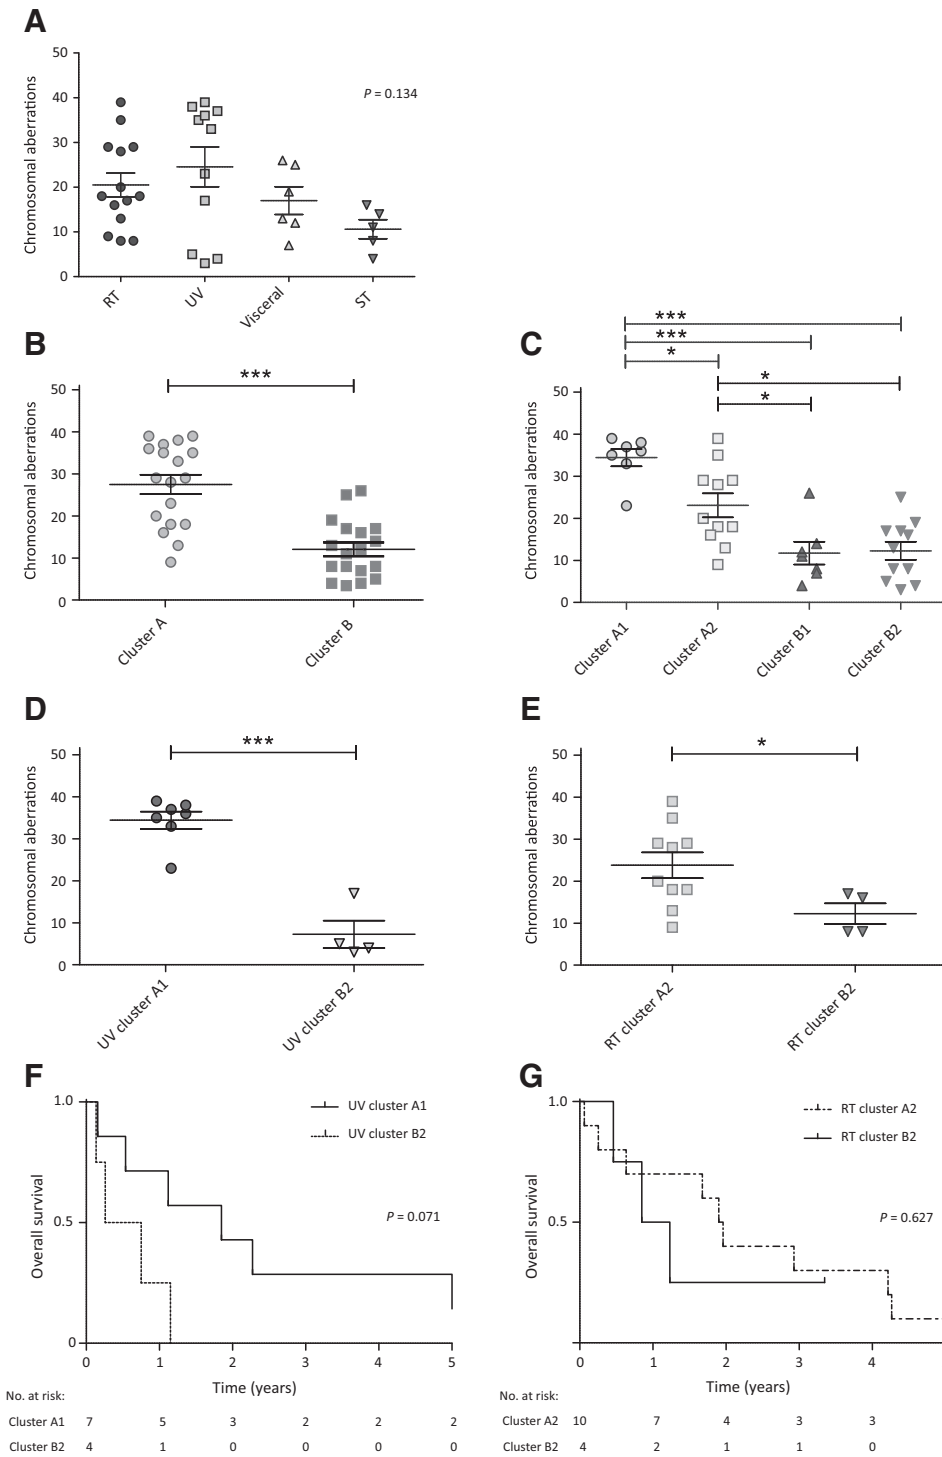 A
50
40
30
20
10
0
Chromosomal aberrations
P = 0.134
RT
UV
Visceral
ST
B
***
50
40
30
20
10
0
Chromosomal aberrations
Cluster A
Cluster B
C
***
***
*
*
*
50
40
30
20
10
0
Chromosomal aberrations
Cluster A1
Cluster A2
Cluster B1
Cluster B2
D
***
50
40
30
20
10
0
Chromosomal aberrations
UV cluster A1
UV cluster B2
E
*
50
40
30
20
10
0
Chromosomal aberrations
RT cluster A2
RT cluster B2
F
1.0
0.5
0
Overall survival
UV cluster A1
UV cluster B2
P = 0.071
0 1 2 3 4 5
Time (years)
No. at risk:
Cluster A1 7 5 3 2 2 2
Cluster B2 4 1 0 0 0 0
G
1.0
0.5
Overall survival
RT cluster A2
RT cluster B2
P = 0.627
0 1 2 3 4
Time (years)
No. at risk:
Cluster A2 10 7 4 3 3
Cluster B2 4 2 1 1 0